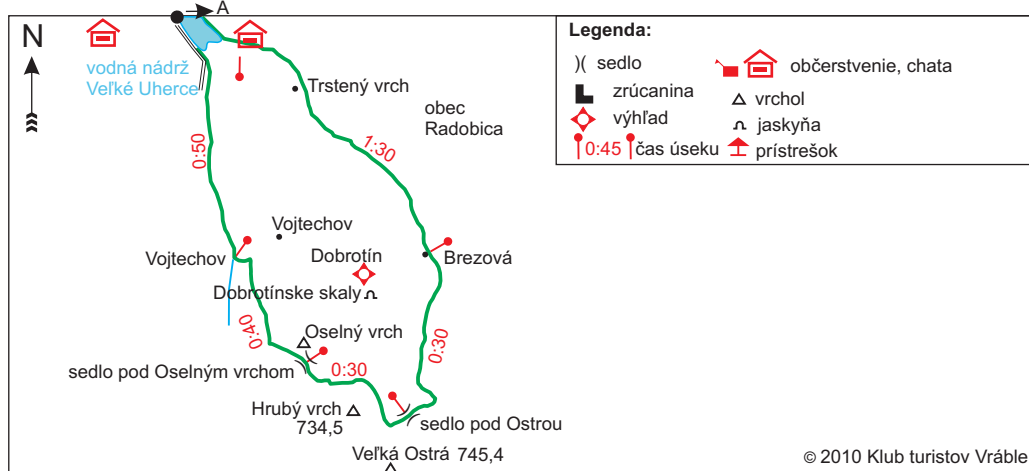 A
N
vodná nádrž
Veľké Uherce
Trstený vrch
obec
Radobica
0:50
1:30
Vojtechov
Vojtechov
Dobrotín
Brezová
Dobrotínske skaly
0:40
Oselný vrch
0:30
sedlo pod Oselným vrchom
0:30
Hrubý vrch
734,5
sedlo pod Ostrou
Veľká Ostrá 745,4
Legenda:
sedlo
občerstvenie, chata
zrúcanina
vrchol
výhľad
jaskyňa
0:45 čas úseku
prístrešok
© 2010 Klub turistov Vráble